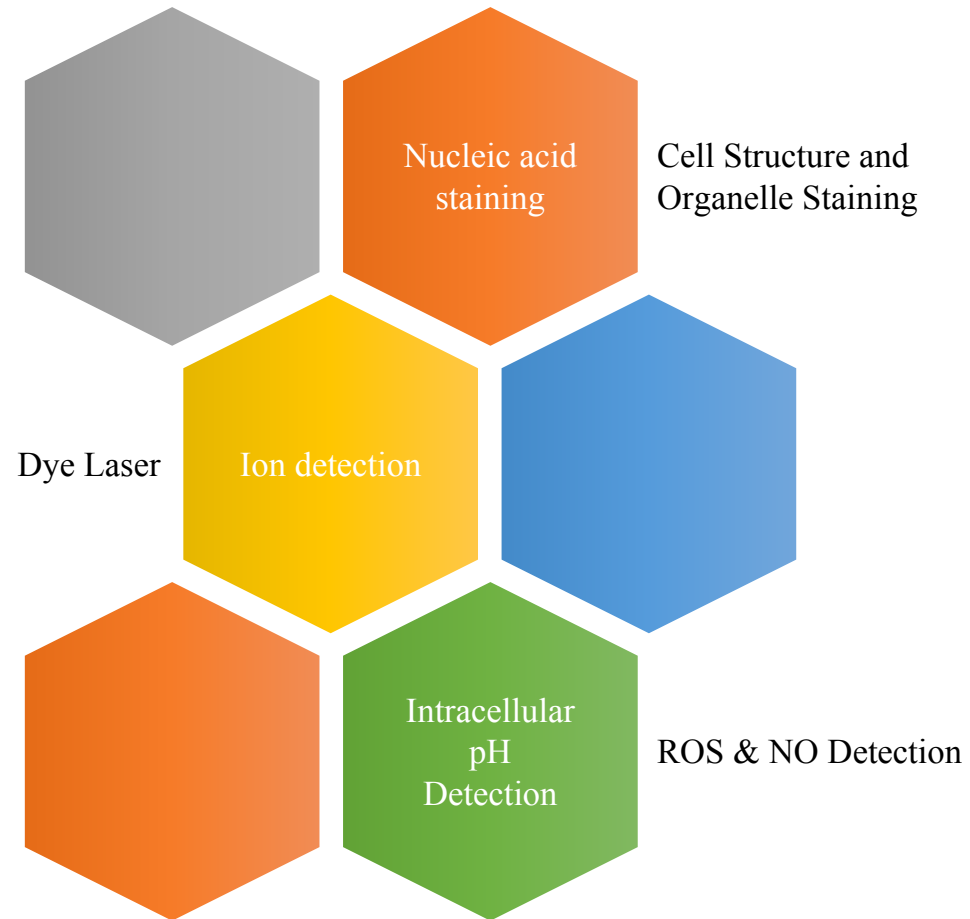 Nucleic acid
staining
Cell Structure and
Organelle Staining
Dye Laser
Ion detection
Intracellular
pH
Detection
ROS & NO Detection